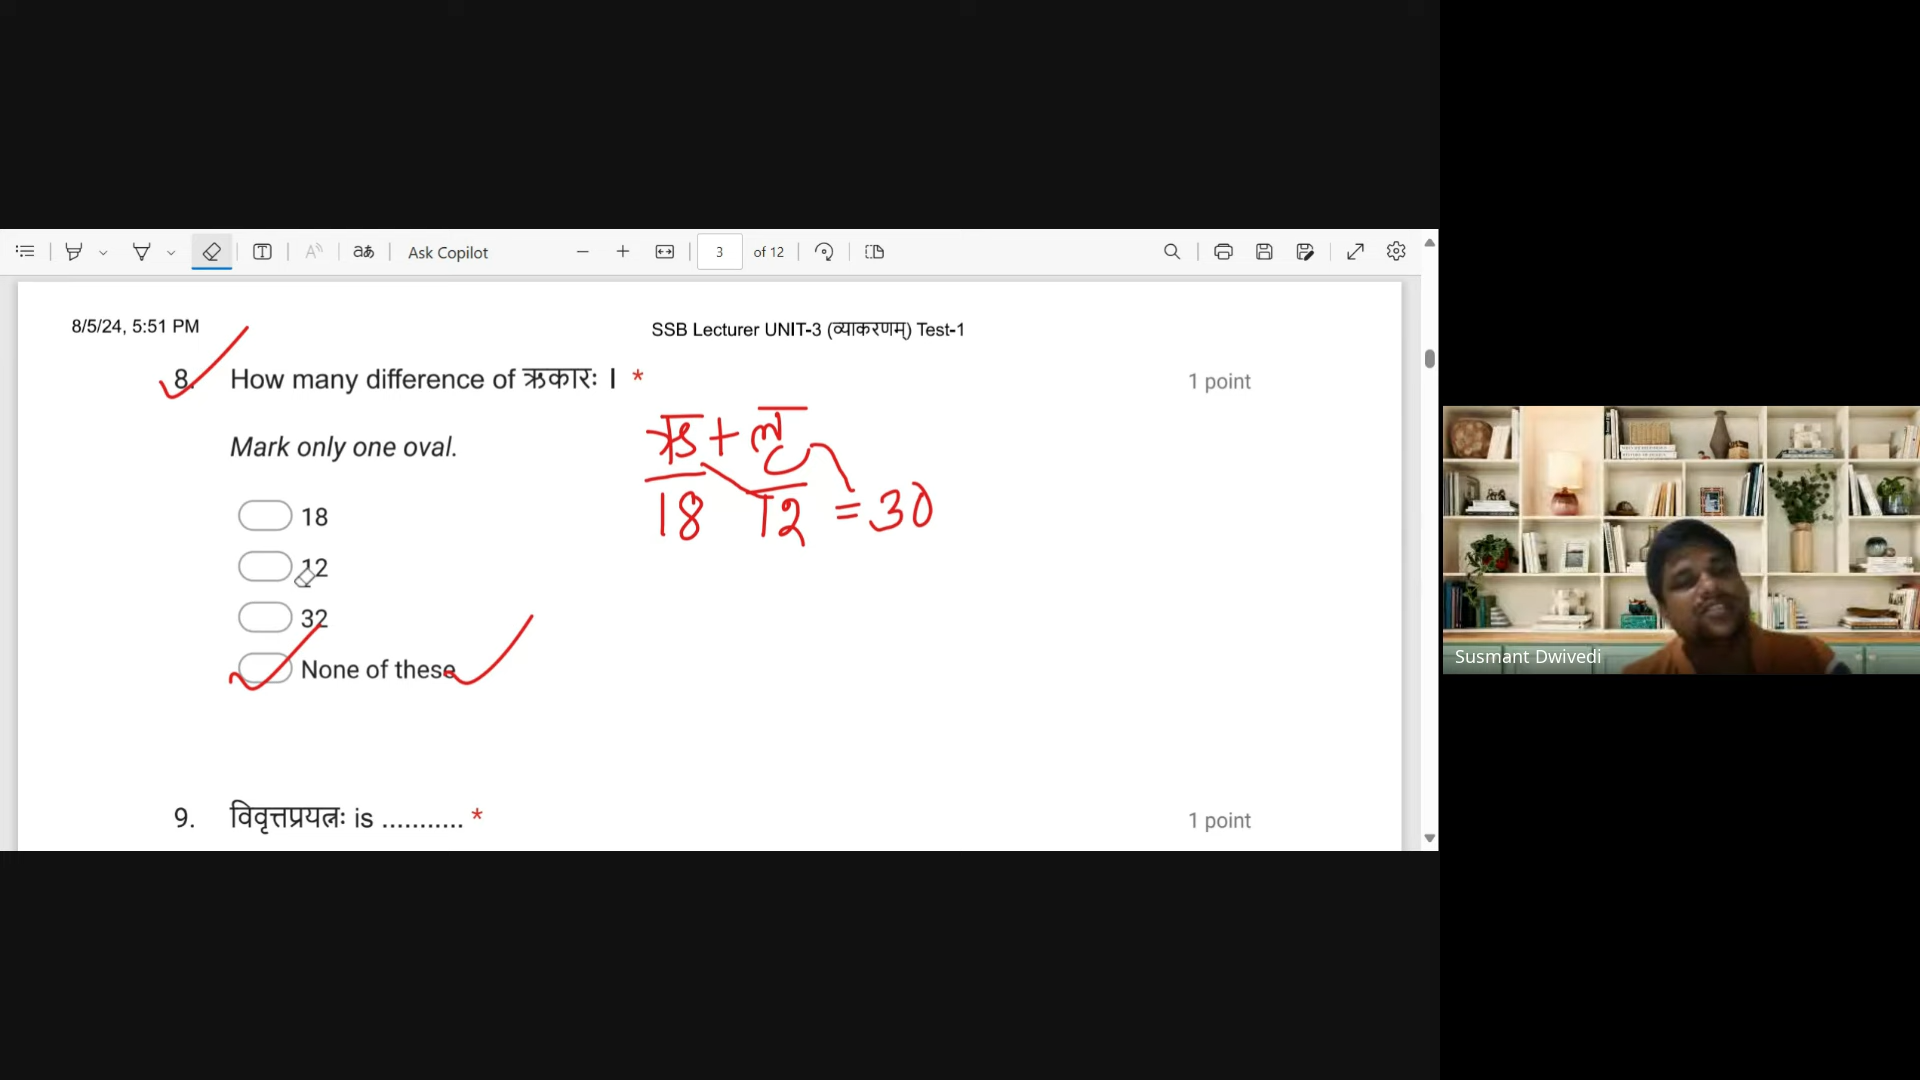 Ask Copilot
3 of 12
8/5/24, 5:51 PM
SSB Lecturer UNIT-3 (व्याकरणम्) Test-1
8. How many difference of ऋकारः । *
1 point
ऋ + लृ
18 12 = 30
Mark only one oval.
18
12
32
None of these
9. विवृत्तप्रयत्नः is ........... *
1 point
Susmant Dwivedi